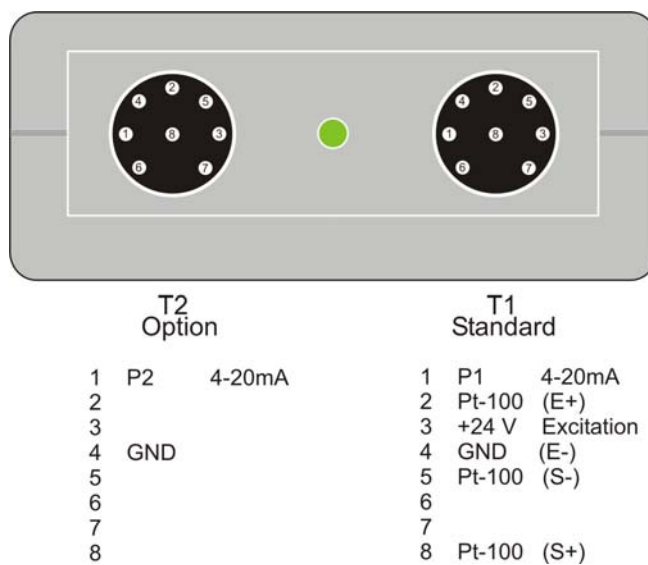 2
4 5
1 8 3
6 7
2
4 5
1 8 3
6 7
T2
Option
1 P2 4-20mA
2
3
4 GND
5
6
7
8
T1
Standard
1 P1 4-20mA
2 Pt-100 (E+)
3 +24 V Excitation
4 GND (E-)
5 Pt-100 (S-)
6
7
8 Pt-100 (S+)